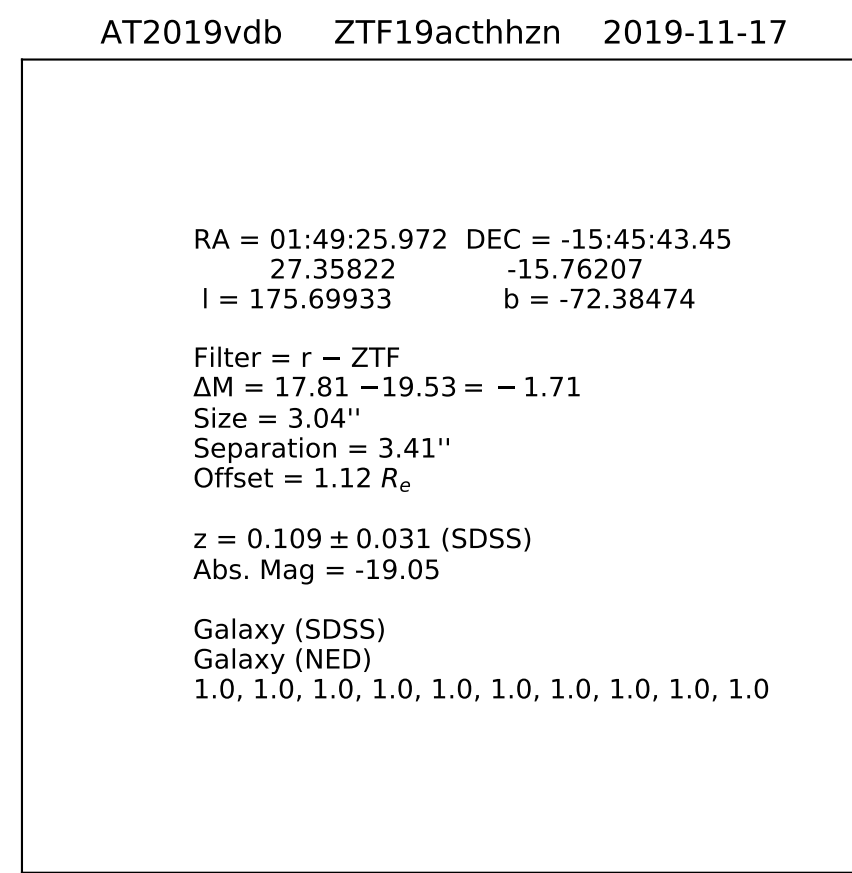 AT2019vdb ZTF19acthhzn 2019-11-17
RA = 01:49:25.972 DEC = -15:45:43.45
27.35822 -15.76207
l = 175.69933 b = -72.38474
Filter = r − ZTF
ΔM = 17.81 −19.53 = − 1.71
Size = 3.04''
Separation = 3.41''
Offset = 1.12 Rₑ
z = 0.109 ± 0.031 (SDSS)
Abs. Mag = -19.05
Galaxy (SDSS)
Galaxy (NED)
1.0, 1.0, 1.0, 1.0, 1.0, 1.0, 1.0, 1.0, 1.0, 1.0